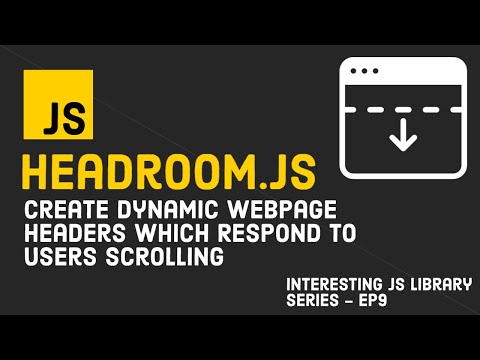 JS
HEADROOM.JS
CREATE DYNAMIC WEBPAGE
HEADERS WHICH RESPOND TO
USERS SCROLLING
INTERESTING JS LIBRARY
SERIES – EP9